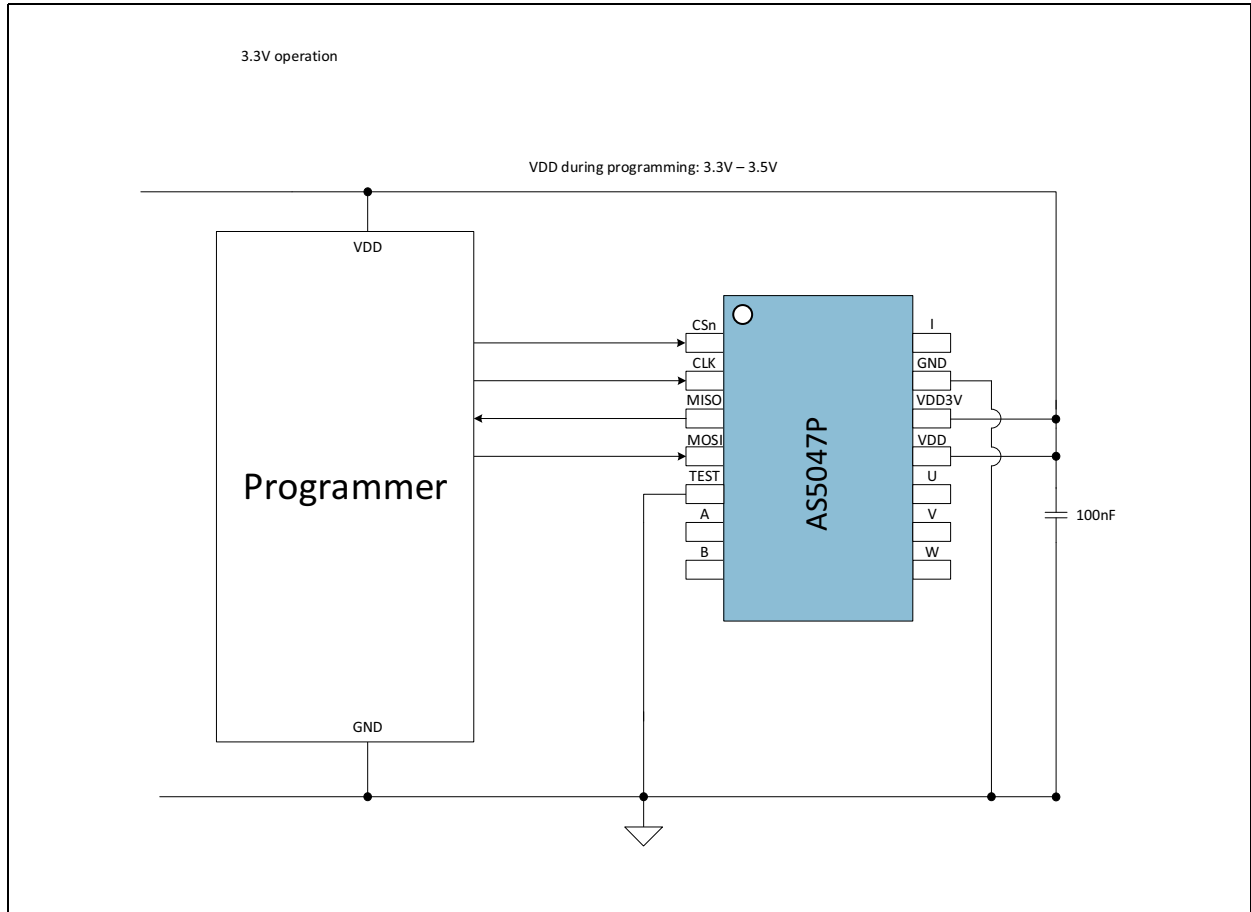 3.3V operation
VDD during programming: 3.3V – 3.5V
VDD
Programmer
GND
CSn
CLK
MISO
MOSI
TEST
A
B
AS5047P
I
GND
VDD3V
VDD
U
V
W
100nF